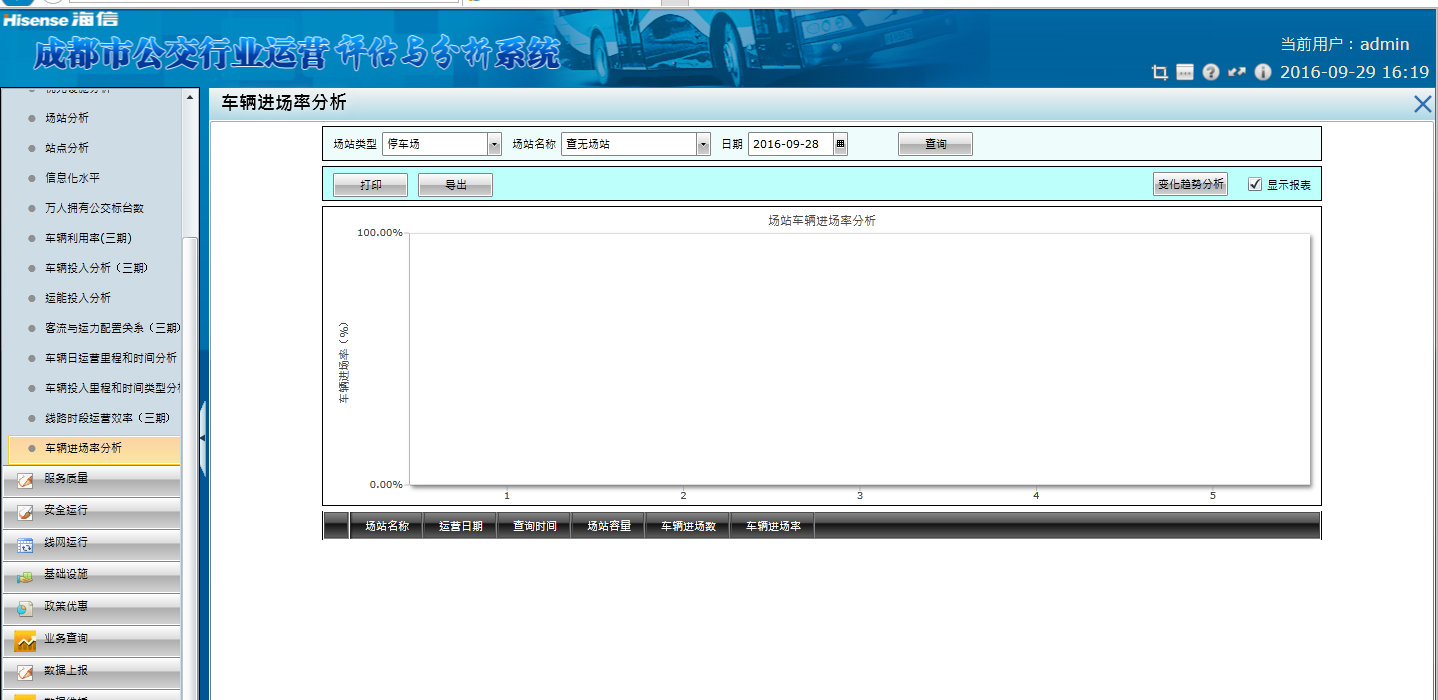 Hisense 海信
成都市公交行业运营评估与分析系统
当前用户：admin
2016-09-29 16:19
场站分析
站点分析
信息化水平
万人拥有公交标台数
车辆利用率(三期)
车辆投入分析（三期）
运能投入分析
客流与运力配置关系（三期）
车辆日运营里程和时间分析
车辆投入里程和时间类型分析
线路时段运营效率（三期）
车辆进场率分析
服务质量
安全运行
线网运行
基础设施
政策优惠
业务查询
数据上报
车辆进场率分析
场站类型 停车场 场站名称 查无场站 日期 2016-09-28 查询
打印 导出 变化趋势分析 显示报表
场站车辆进场率分析
100.00%
车辆进场率（%）
0.00%
1 2 3 4 5
场站名称 运营日期 查询时间 场站容量 车辆进场数 车辆进场率